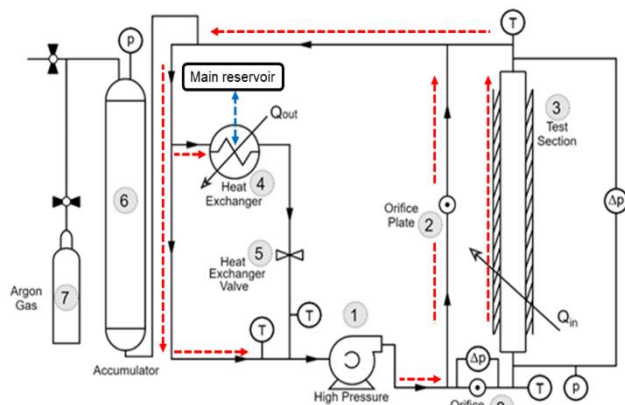 T
p
Main reservoir
Qout
3
Test
Section
4
Heat
Exchanger
6
2
Orifice
Plate
Δp
5
Heat
Exchanger
Valve
7
Argon
Gas
T
T
1
Qin
Δp
Accumulator
High Pressure
T
p
Orifice